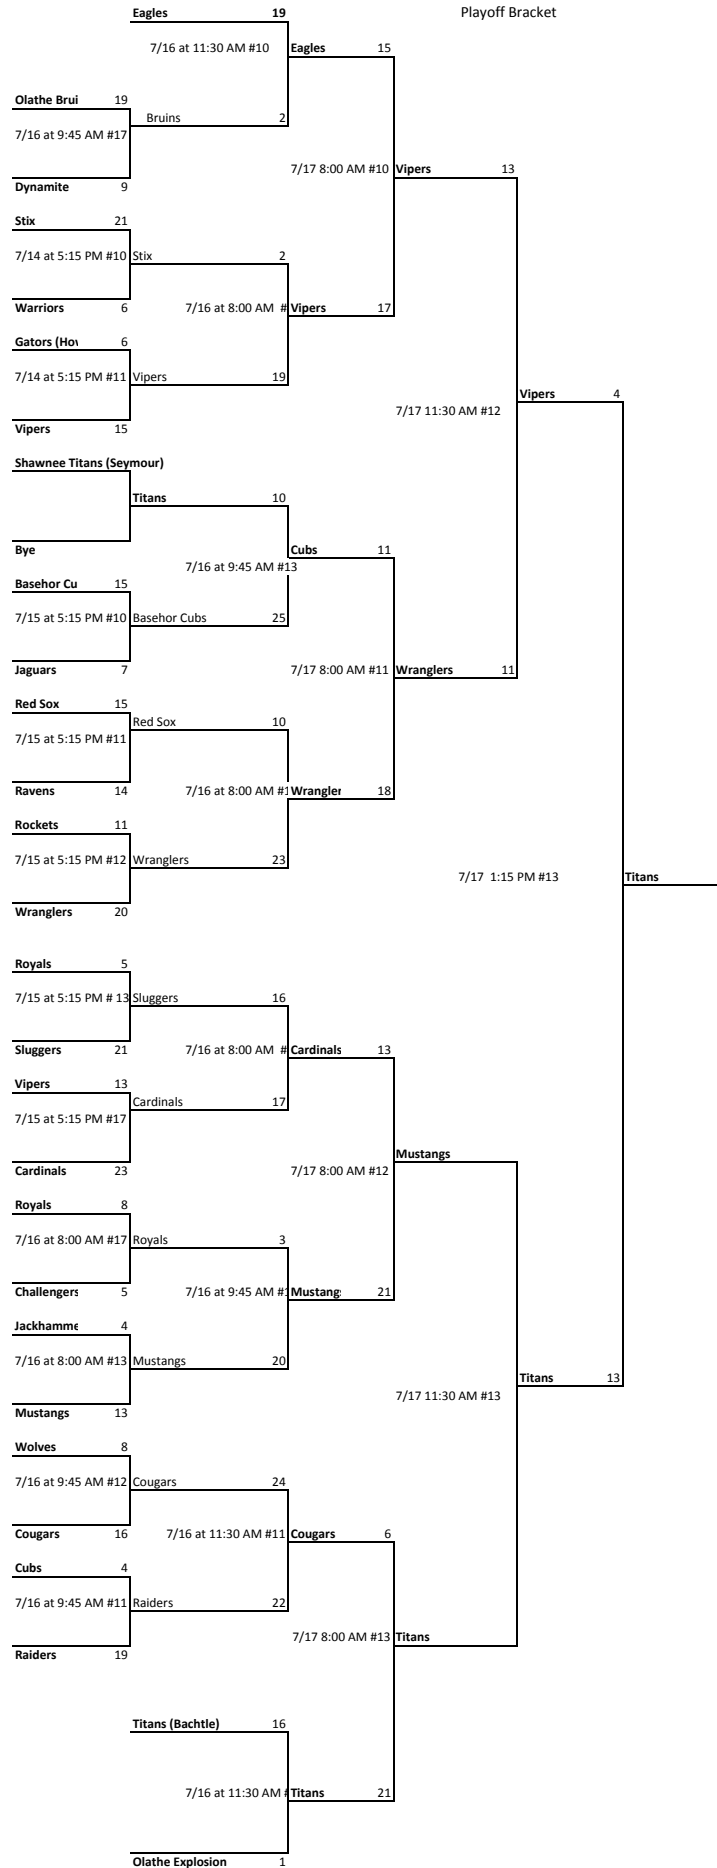 Eagles 19 Playoff Bracket
7/16 at 11:30 AM #10 Eagles 15
Olathe Brui 19
Bruins 2
7/16 at 9:45 AM #17
7/17 8:00 AM #10 Vipers 13
Dynamite 9
Stix 21
7/14 at 5:15 PM #10 Stix 2
Warriors 6 7/16 at 8:00 AM # Vipers 17
Gators (Hov 6
7/14 at 5:15 PM #11 Vipers 19
Vipers 4
7/17 11:30 AM #12
Vipers 15
Shawnee Titans (Seymour)
Titans 10
Bye Cubs 11
7/16 at 9:45 AM #13
Basehor Cu 15
7/15 at 5:15 PM #10 Basehor Cubs 25
Jaguars 7 7/17 8:00 AM #11 Wranglers 11
Red Sox 15
Red Sox 10
7/15 at 5:15 PM #11
Ravens 14 7/16 at 8:00 AM #1 Wrangler 18
Rockets 11
7/15 at 5:15 PM #12 Wranglers 23
7/17 1:15 PM #13 Titans
Wranglers 20
Royals 5
7/15 at 5:15 PM # 13 Sluggers 16
Sluggers 21 7/16 at 8:00 AM # Cardinals 13
Vipers 13
Cardinals 17
7/15 at 5:15 PM #17
Mustangs
Cardinals 23 7/17 8:00 AM #12
Royals 8
7/16 at 8:00 AM #17 Royals 3
Challengers 5 7/16 at 9:45 AM #1 Mustang 21
Jackhamme 4
7/16 at 8:00 AM #13 Mustangs 20
Titans 13
7/17 11:30 AM #13
Mustangs 13
Wolves 8
7/16 at 9:45 AM #12 Cougars 24
Cougars 16 7/16 at 11:30 AM #11 Cougars 6
Cubs 4
7/16 at 9:45 AM #11 Raiders 22
7/17 8:00 AM #13 Titans
Raiders 19
Titans (Bachtle) 16
7/16 at 11:30 AM # Titans 21
Olathe Explosion 1